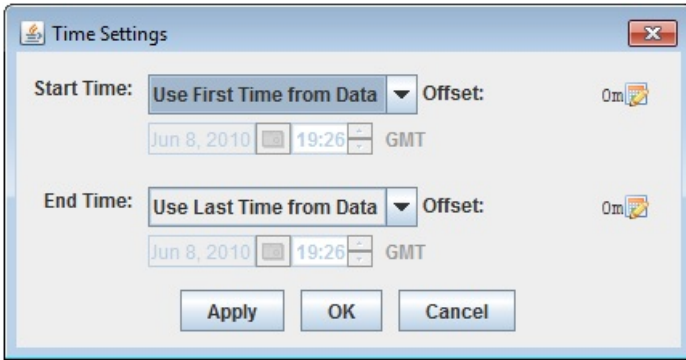 Time Settings
Start Time: Use First Time from Data Offset: 0m
Jun 8, 2010 19:26 GMT
End Time: Use Last Time from Data Offset: 0m
Jun 8, 2010 19:26 GMT
Apply OK Cancel